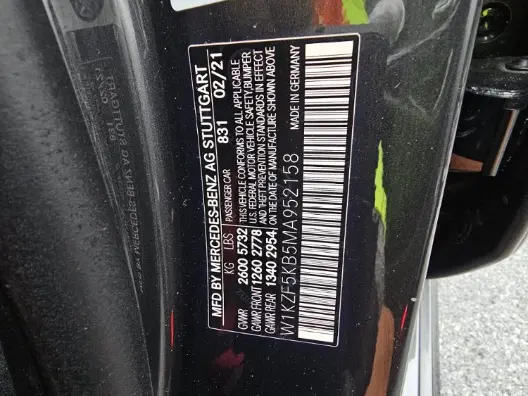 MFD BY MERCEDES-BENZ AG STUTTGART
831 02/21
PASSENGER CAR
KG LBS
GWWR 2600 5732
GAWR FRONT 1260 2778
GAWR REAR 1340 2954
THIS VEHICLE CONFORMS TO ALL APPLICABLE
U.S. FEDERAL MOTOR VEHICLE SAFETY,BUMPER
AND THEFT PREVENTION STANDARDS IN EFFECT
ON THE DATE OF MANUFACTURE SHOWN ABOVE
MADE IN GERMANY
W1KZF5KB5MA952158